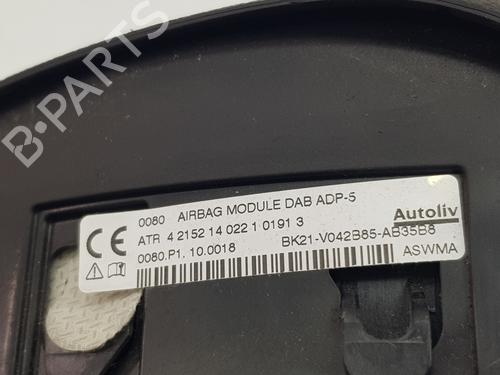 B-PARTS
0080 AIRBAG MODULE DAB ADP-5
CE ATR 4 2152 14 022 1 0191 3
0080.P1. 10.0018
Autoliv
BK21-V042B85-AB35B8
ASWMA
B-PARTS